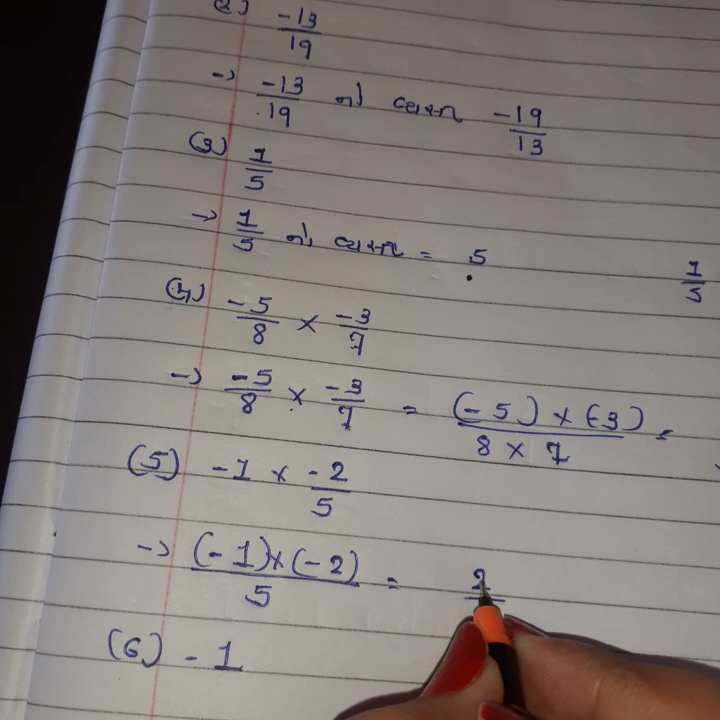 (2) -13/19
→ -13/19 નો વ્યસ્ત -19/13
(3) 1/5
→ 1/5 નો વ્યસ્ત = 5 1/5
(4) -5/8 × -3/7
→ -5/8 × -3/7 = (-5) × (-3)/8 × 7 =
(5) -1 × -2/5
→ (-1)×(-2)/5 = 2/
(6) -1